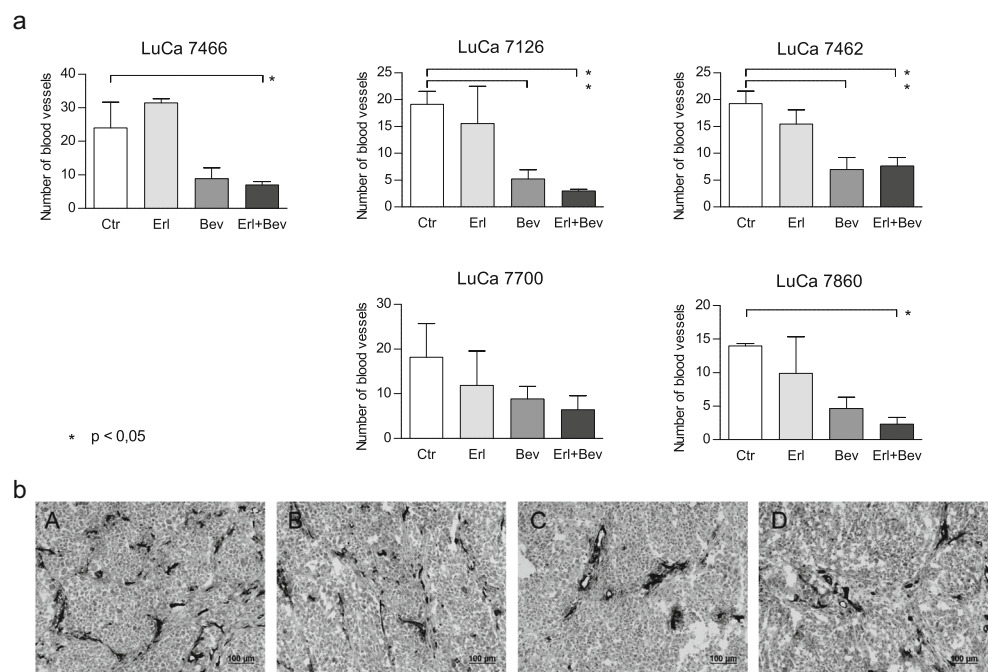 a
LuCa 7466
Number of blood vessels
40
30
20
10
0
*
Ctr Erl Bev Erl+Bev
LuCa 7126
Number of blood vessels
25
20
15
10
5
0
*
*
Ctr Erl Bev Erl+Bev
LuCa 7462
Number of blood vessels
25
20
15
10
5
0
*
*
Ctr Erl Bev Erl+Bev
LuCa 7700
Number of blood vessels
30
20
10
0
Ctr Erl Bev Erl+Bev
LuCa 7860
Number of blood vessels
20
15
10
5
0
*
Ctr Erl Bev Erl+Bev
* p < 0,05
b
A
100 µm
B
100 µm
C
100 µm
D
100 µm